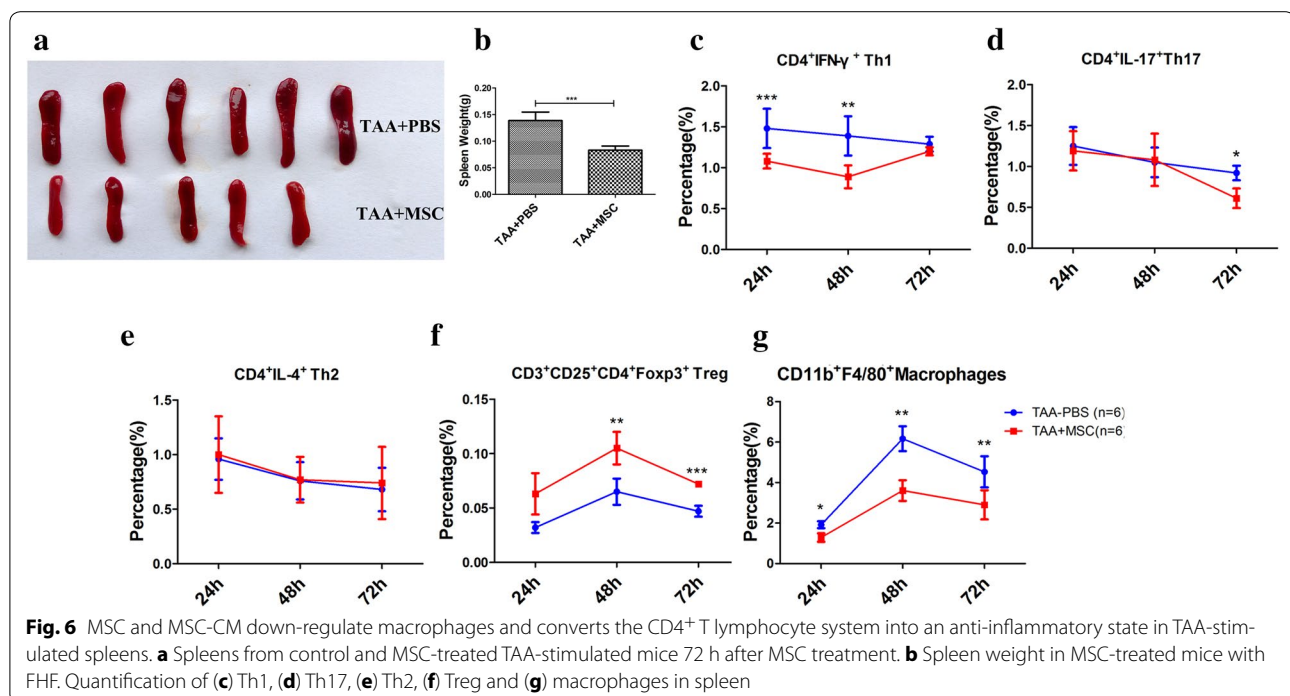 a
TAA+PBS
TAA+MSC
b
***
Spleen Weight(g)
0.20
0.15
0.10
0.05
0.00
TAA+PBS
TAA+MSC
c
CD4+IFN-γ + Th1
Percentage(%)
2.0
1.5
1.0
0.5
0.0
***
**
24h
48h
72h
d
CD4+IL-17+Th17
Percentage(%)
2.0
1.5
1.0
0.5
0.0
*
24h
48h
72h
e
CD4+IL-4+ Th2
Percentage(%)
1.5
1.0
0.5
0.0
24h
48h
72h
f
CD3+CD25+CD4+Foxp3+ Treg
Percentage(%)
0.15
0.10
0.05
0.00
**
***
24h
48h
72h
g
CD11b+F4/80+Macrophages
Percentage(%)
8
6
4
2
0
*
**
**
24h
48h
72h
TAA-PBS (n=6)
TAA+MSC(n=6)
Fig. 6 MSC and MSC-CM down-regulate macrophages and converts the CD4+ T lymphocyte system into an anti-inflammatory state in TAA-stim-
ulated spleens. a Spleens from control and MSC-treated TAA-stimulated mice 72 h after MSC treatment. b Spleen weight in MSC-treated mice with
FHF. Quantification of (c) Th1, (d) Th17, (e) Th2, (f) Treg and (g) macrophages in spleen